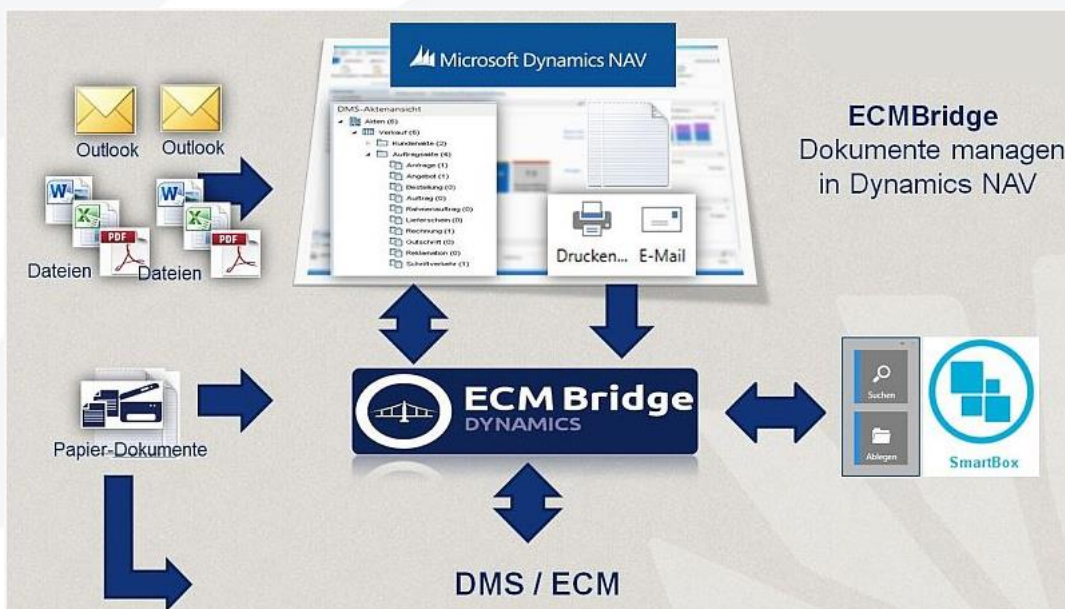 Microsoft Dynamics NAV
DMS-Aktenansicht
Akten (6)
Verkauf (6)
Kundenakte (2)
Auftragsakte (4)
Anfrage (1)
Angebot (1)
Bestellung (0)
Auftrag (0)
Rahmenauftrag (0)
Lieferschein (0)
Rechnung (1)
Gutschrift (0)
Reklamation (0)
Schriftverkehr (1)
Drucken... E-Mail
Outlook Outlook
PDF PDF
Dateien Dateien
ECMBridge
Dokumente managen
in Dynamics NAV
Papier-Dokumente
ECM Bridge
DYNAMICS
Suchen
Ablegen
SmartBox
DMS / ECM